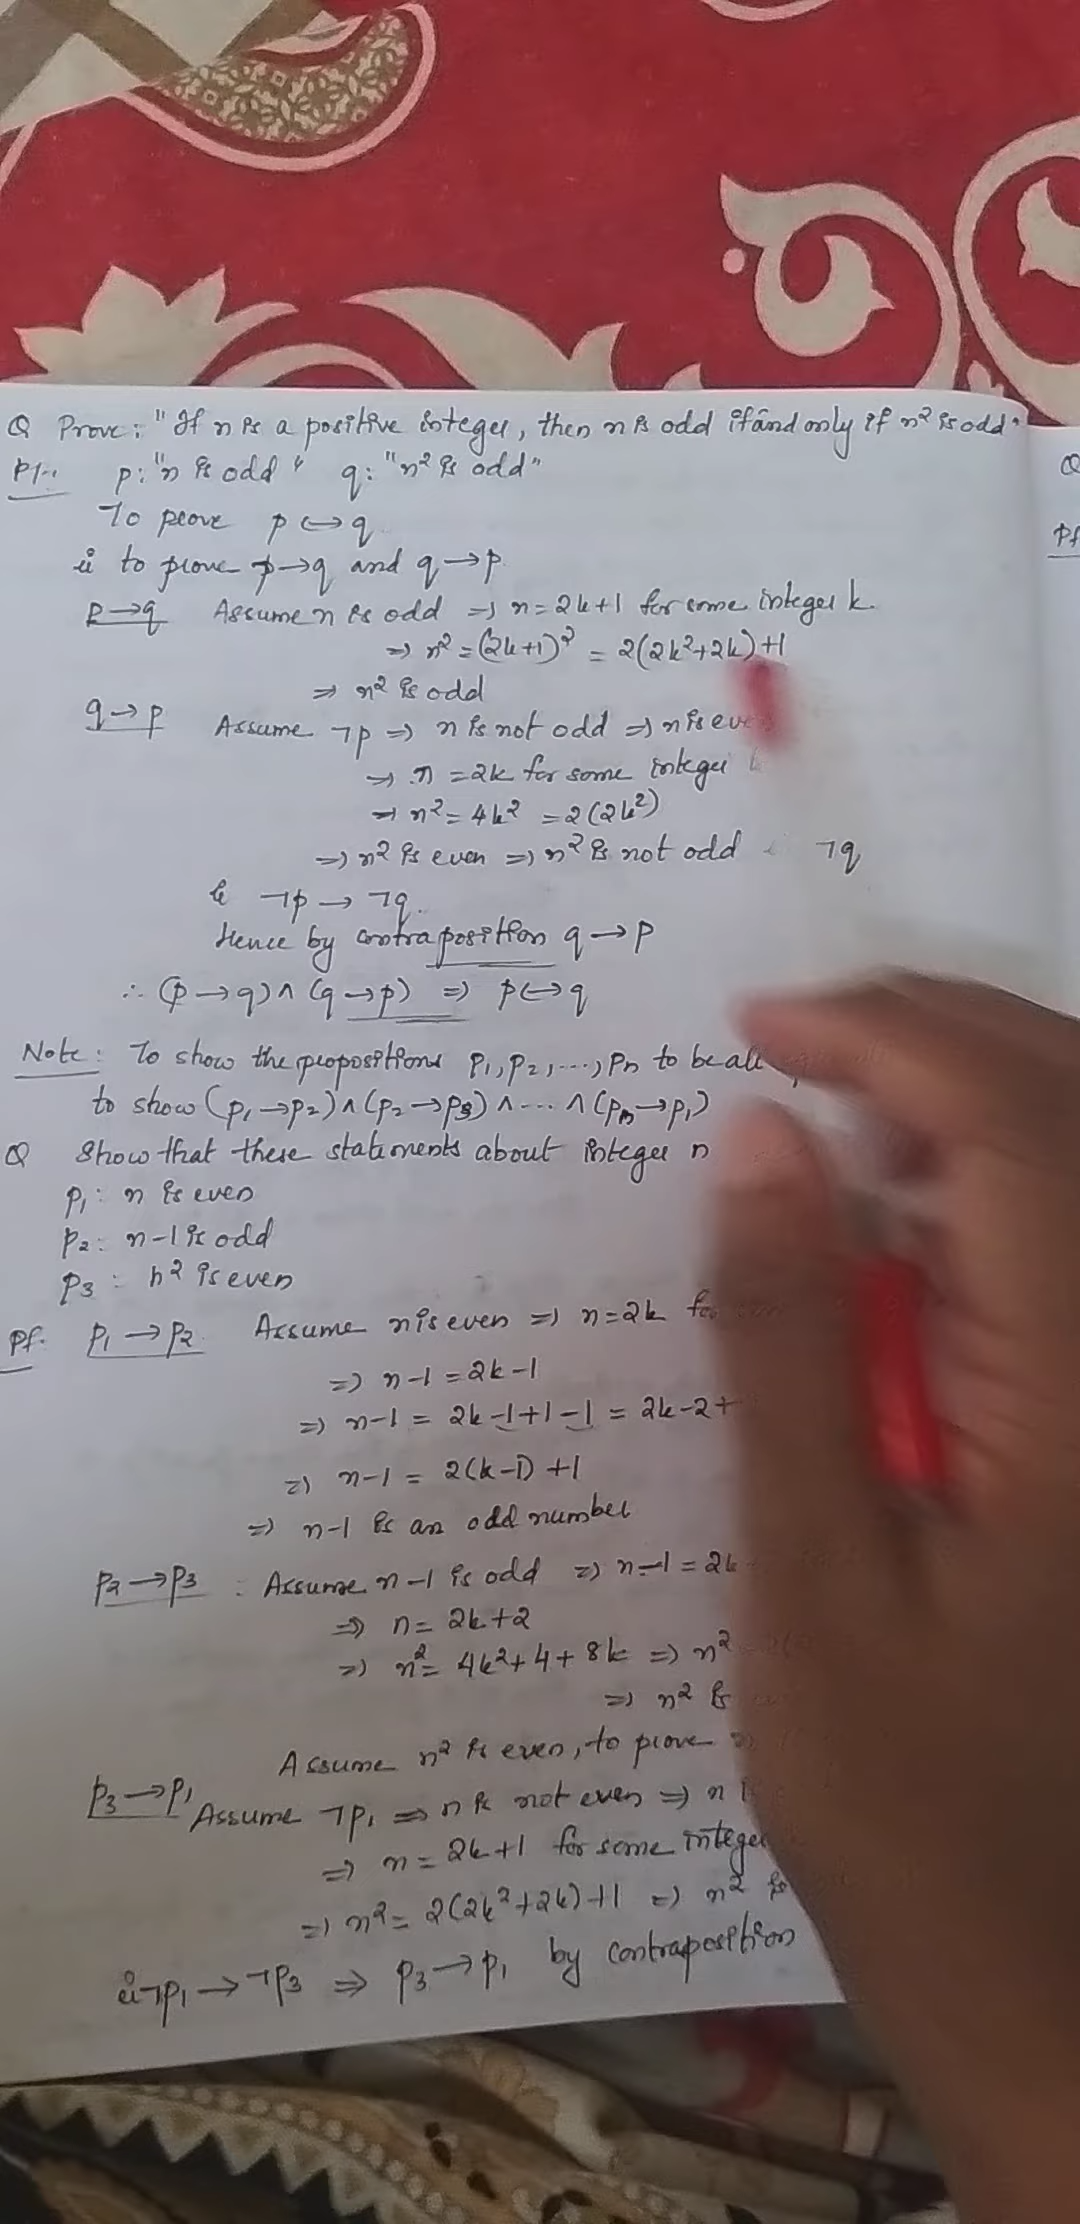 Q Prove: "If n is a positive integer, then n is odd if and only if n² is odd"
Pf:- p: "n is odd" q: "n² is odd"
To prove p ↔ q
ie to prove p→q and q→p
p→q Assume n is odd ⇒ n = 2k+1 for some integer k.
⇒ n² = (2k+1)² = 2(2k²+2k)+1
⇒ n² is odd
q→p Assume ¬p ⇒ n is not odd ⇒ n is
⇒ n = 2k for some integer
⇒ n² = 4k² = 2(2k²)
⇒ n² is even ⇒ n² is not odd ¬q
ie ¬p → ¬q.
Hence by contraposition q→p
∴ (p→q)∧(q→p) ⇒ p↔q
Note: To show the propositions p₁, p₂, ..., pₙ to be all
to show (p₁→p₂)∧(p₂→p₃)∧...∧(pₙ→p₁)
Q Show that these statements about integer n
p₁: n is even
p₂: n-1 is odd
p₃: n² is even
Pf. p₁→p₂ Assume n is even ⇒ n = 2k
⇒ n-1 = 2k-1
⇒ n-1 = 2k-1+1-1 = 2k-2+
⇒ n-1 = 2(k-1)+1
⇒ n-1 is an odd number
p₂→p₃: Assume n-1 is odd ⇒ n-1 = 2k
⇒ n = 2k+2
⇒ n² = 4k²+4+8k ⇒ n²
⇒ n² is
Assume n² is even, to prove
p₃→p₁ Assume ¬p₁ ⇒ n is not even ⇒ n
⇒ n = 2k+1 for some integer
⇒ n² = 2(2k²+2k)+1 ⇒ n² is
ie ¬p₁→¬p₃ ⇒ p₃→p₁ by contraposition
Q
Pf